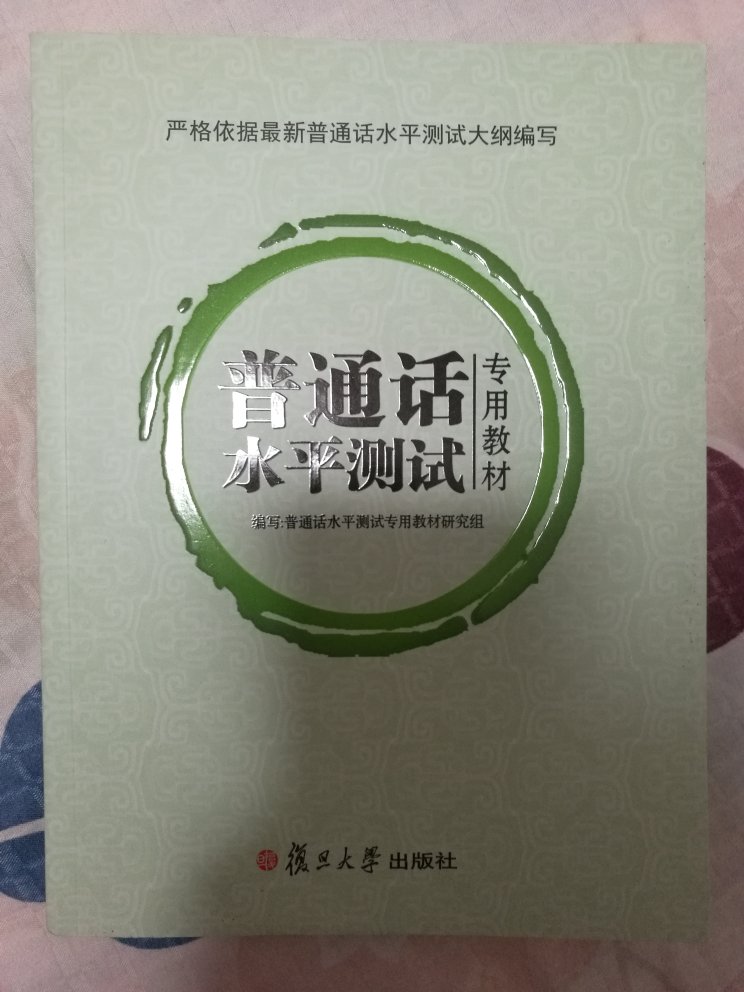 严格依据最新普通话水平测试大纲编写
普通话
水平测试
专用教材
编写:普通话水平测试专用教材研究组
復旦大學出版社